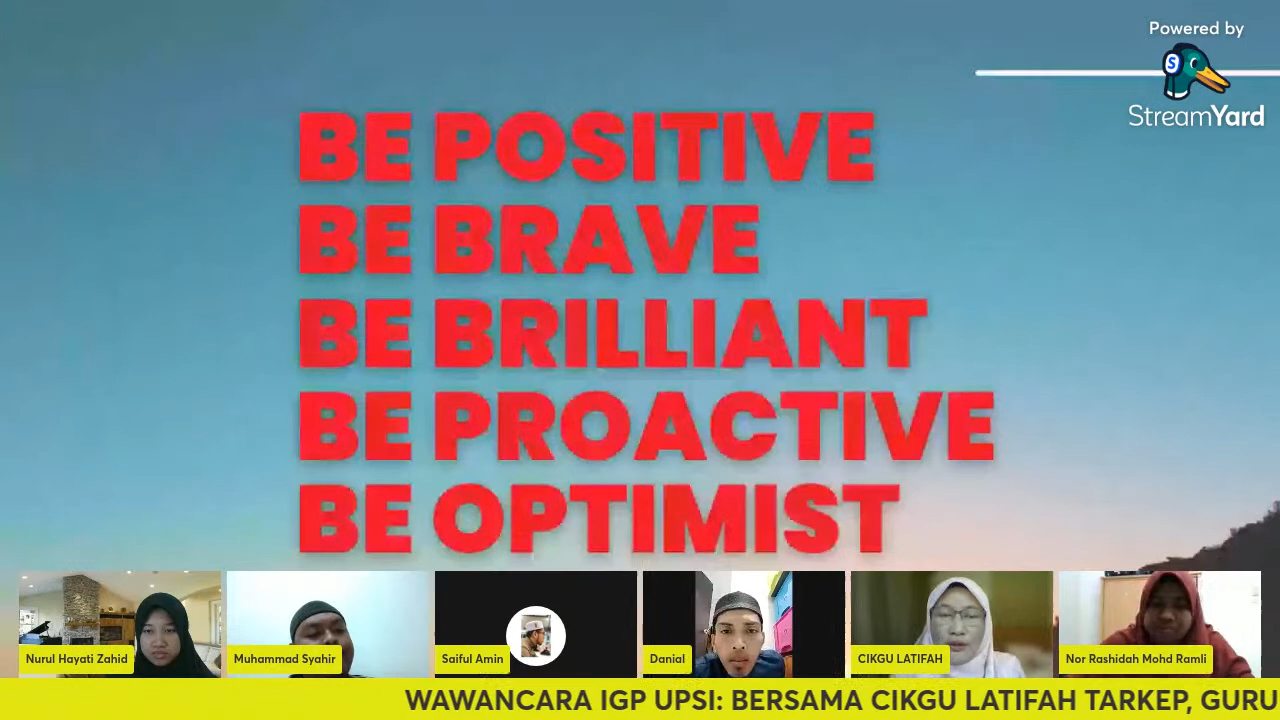 Powered by
S
StreamYard
BE POSITIVE
BE BRAVE
BE BRILLIANT
BE PROACTIVE
BE OPTIMIST
Nurul Hayati Zahid
Muhammad Syahir
Saiful Amin
Danial
CIKGU LATIFAH
Nor Rashidah Mohd Ramli
WAWANCARA IGP UPSI: BERSAMA CIKGU LATIFAH TARKEP, GURU